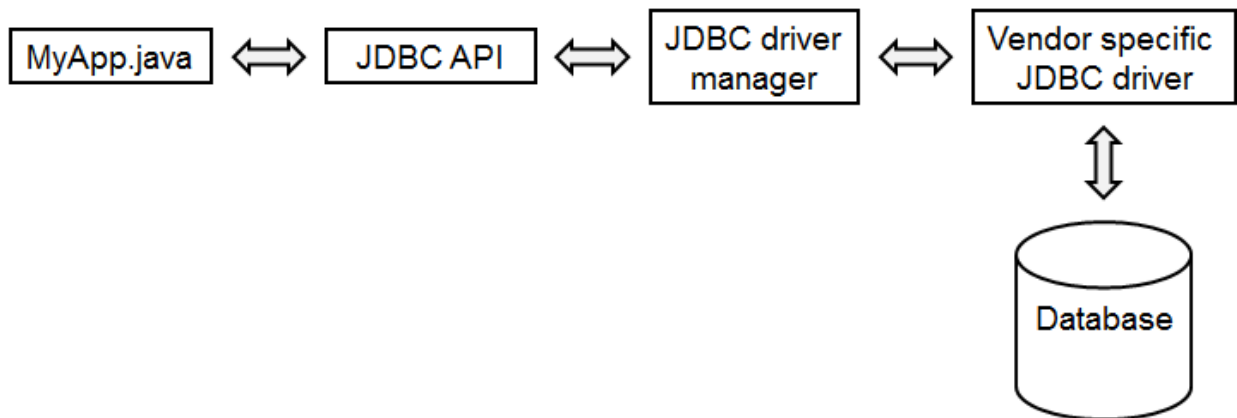 MyApp.java
JDBC API
JDBC driver
manager
Vendor specific
JDBC driver
Database